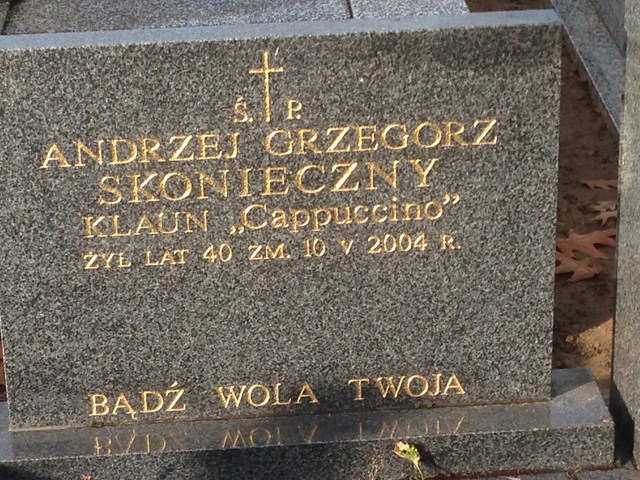 Ś. P.
ANDRZEJ GRZEGORZ
SKONIECZNY
KLAUN „Cappuccino”
ŻYŁ LAT 40 ZM. 10 V 2004 R.
BĄDŹ WOLA TWOJA